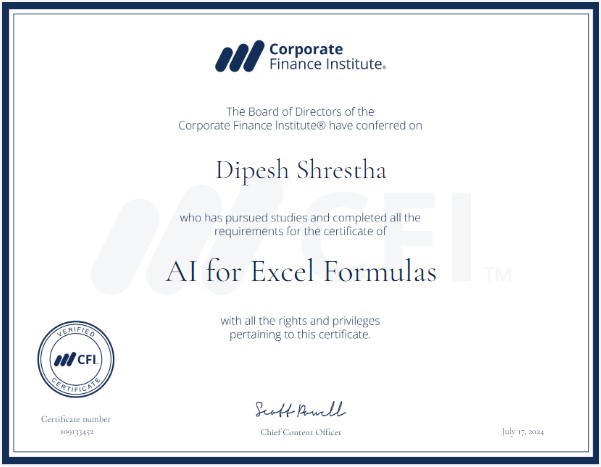 Corporate
Finance Institute®
The Board of Directors of the
Corporate Finance Institute® have conferred on
Dipesh Shrestha
CFI™
who has pursued studies and completed all the
requirements for the certificate of
AI for Excel Formulas
with all the rights and privileges
pertaining to this certificate.
VERIFIED
CFI
CERTIFICATE
Scott Powell
Certificate number
109133452
Chief Content Officer
July 17, 2024